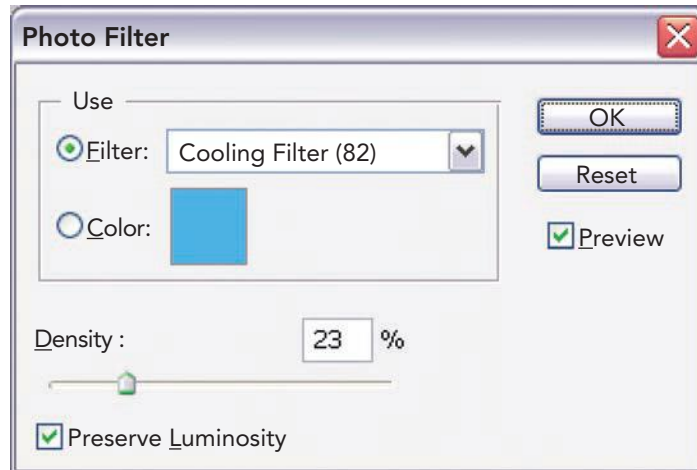 Photo Filter
Use
Filter: Cooling Filter (82)
Color:
OK
Reset
Preview
Density : 23 %
Preserve Luminosity